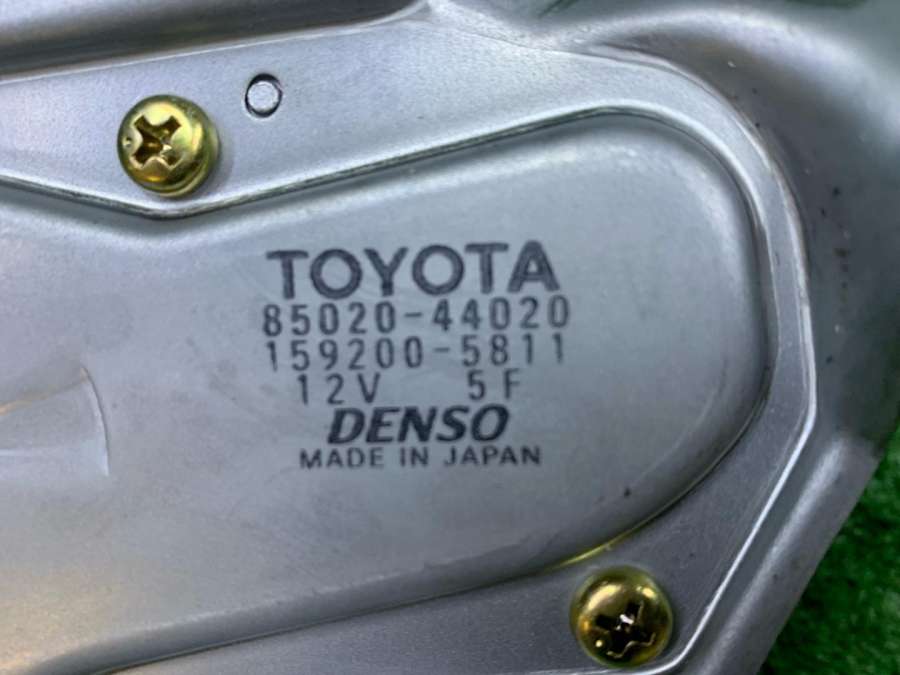 TOYOTA
85020-44020
159200-5811
12V 5F
DENSO
MADE IN JAPAN